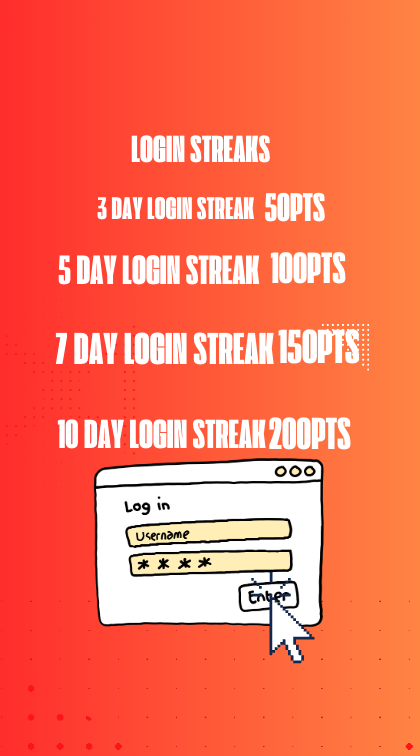 LOGIN STREAKS
3 DAY LOGIN STREAK 50PTS
5 DAY LOGIN STREAK 100PTS
7 DAY LOGIN STREAK 150PTS
10 DAY LOGIN STREAK 200PTS
Log in
Username
****
Enter